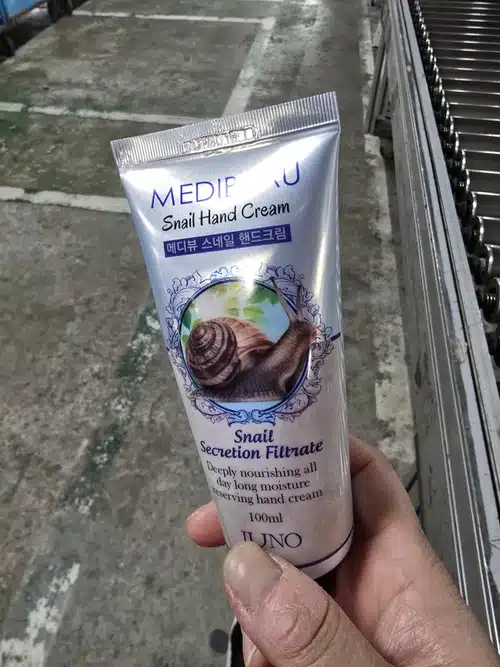 Snail Hand Cream
메디뷰 스네일 핸드크림
Snail
Secretion Filtrate
Deeply nourishing all
day long moisture
reserving hand cream
100ml
JUNO